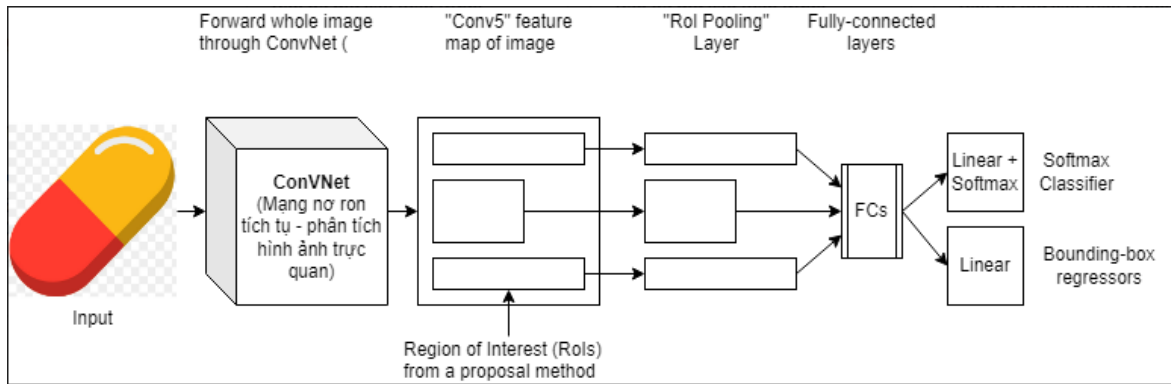 Forward whole image
through ConvNet (
"Conv5" feature
map of image
"RoI Pooling"
Layer
Fully-connected
layers
ConVNet
(Mạng nơ ron
tích tụ - phân tích
hình ảnh trực
quan)
FCs
Linear +
Softmax
Softmax
Classifier
Linear
Bounding-box
regressors
Input
Region of Interest (RoIs)
from a proposal method